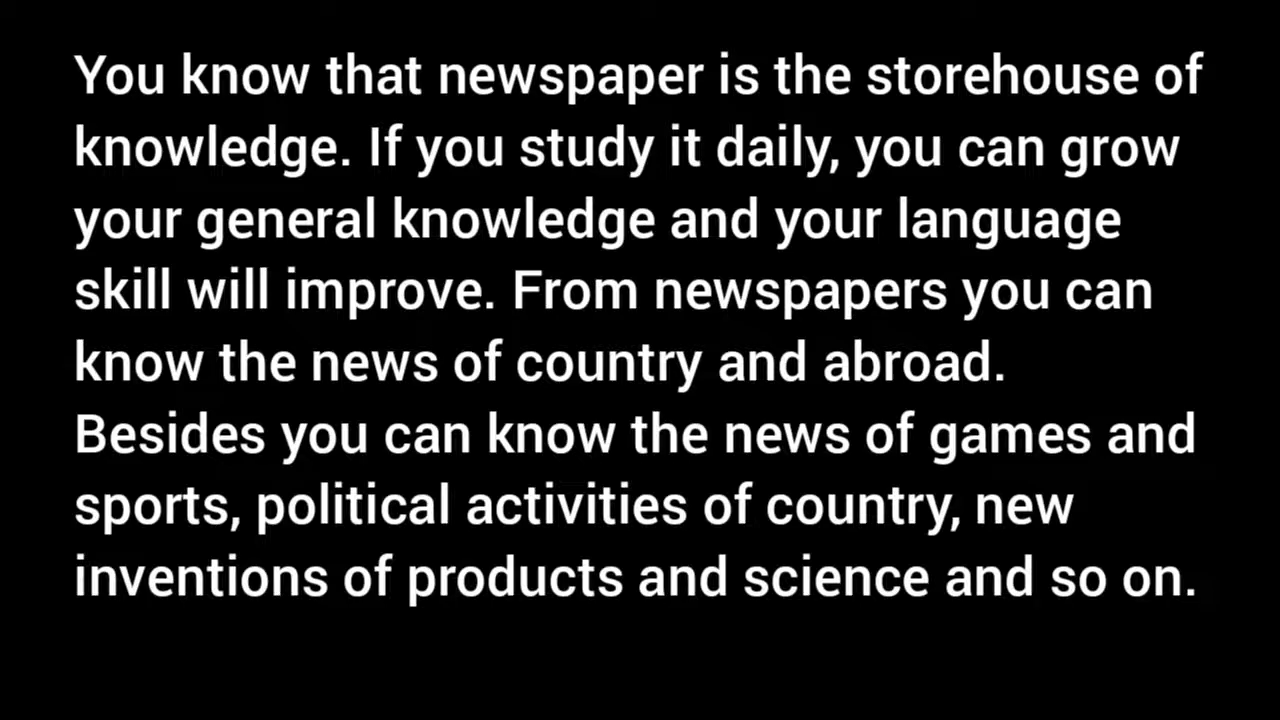 You know that newspaper is the storehouse of
knowledge. If you study it daily, you can grow
your general knowledge and your language
skill will improve. From newspapers you can
know the news of country and abroad.
Besides you can know the news of games and
sports, political activities of country, new
inventions of products and science and so on.